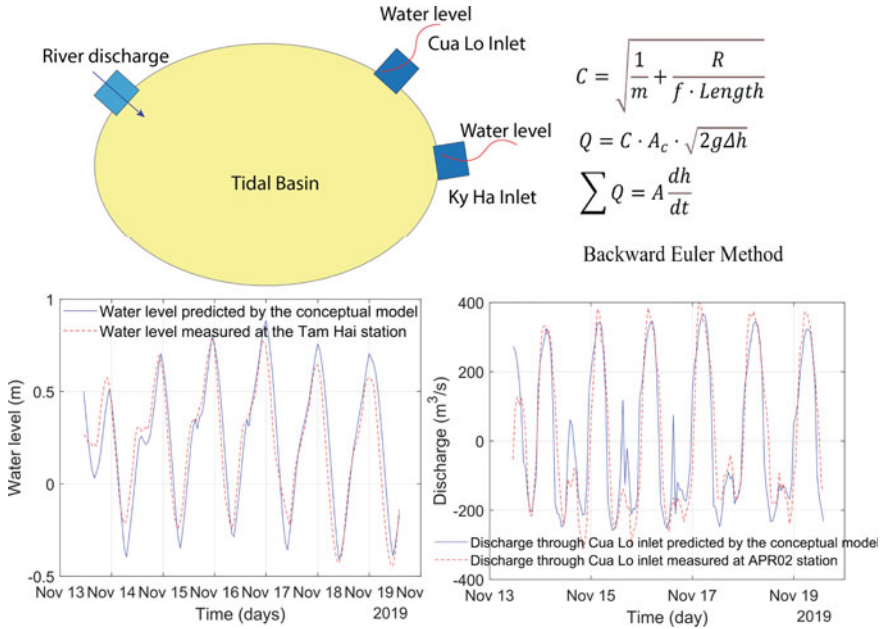 Water level
Cua Lo Inlet
River discharge
Water level
Tidal Basin
Ky Ha Inlet
C = √(1/m + R/(f · Length))
Q = C · A_c · √(2gΔh)
∑ Q = A dh/dt
Backward Euler Method
1
0.5
0
-0.5
Water level (m)
Water level predicted by the conceptual model
Water level measured at the Tam Hai station
Nov 13 Nov 14 Nov 15 Nov 16 Nov 17 Nov 18 Nov 19 Nov
Time (days)
2019
400
200
0
-200
-400
Discharge (m³/s)
Discharge through Cua Lo inlet predicted by the conceptual model
Discharge through Cua Lo inlet measured at APR02 station
Nov 13 Nov 15 Nov 17 Nov 19
Time (day)
2019